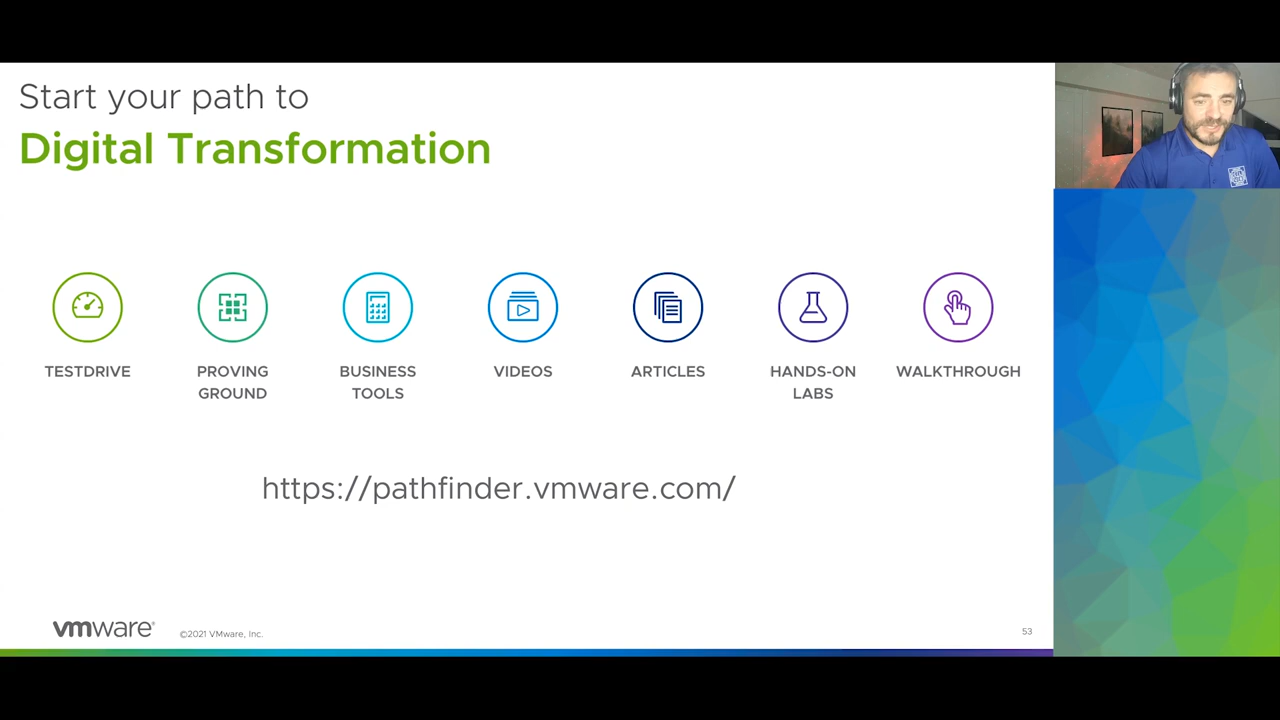 Start your path to
Digital Transformation
TESTDRIVE
PROVING
GROUND
BUSINESS
TOOLS
VIDEOS
ARTICLES
HANDS-ON
LABS
WALKTHROUGH
https://pathfinder.vmware.com/
vmware®
©2021 VMware, Inc.
53